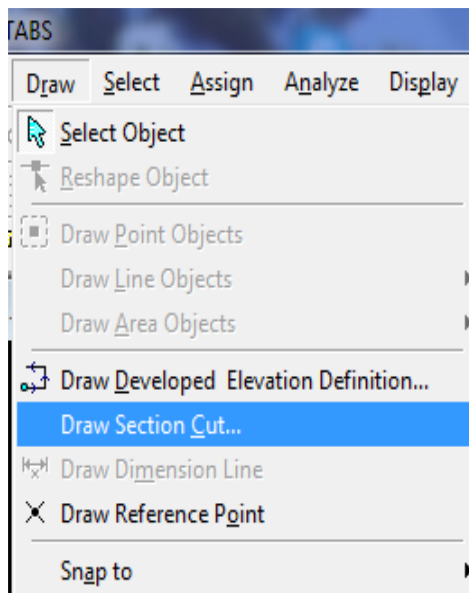 TABS
Draw Select Assign Analyze Display
Select Object
Reshape Object
Draw Point Objects
Draw Line Objects
Draw Area Objects
Draw Developed Elevation Definition...
Draw Section Cut...
Draw Dimension Line
Draw Reference Point
Snap to